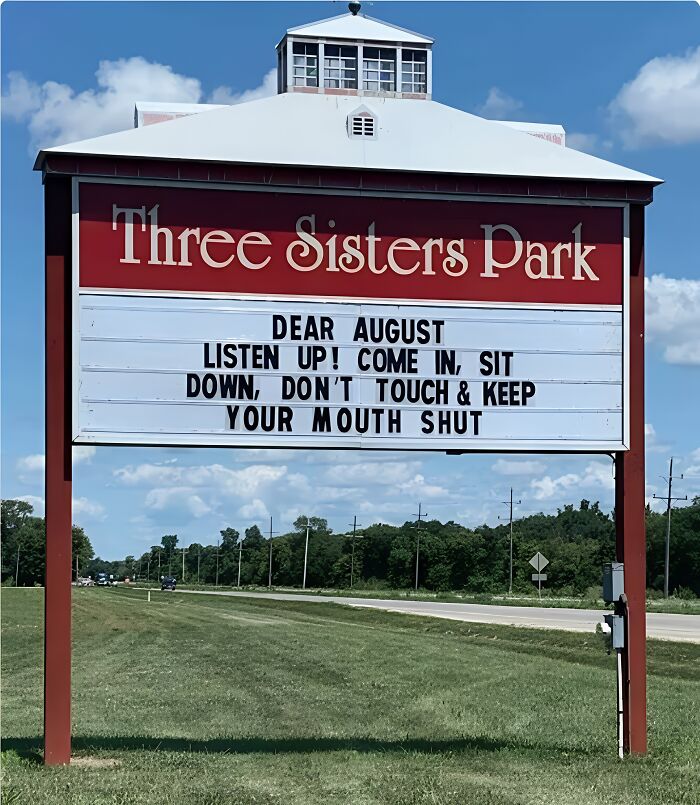 Three Sisters Park
DEAR AUGUST
LISTEN UP! COME IN, SIT
DOWN, DON'T TOUCH & KEEP
YOUR MOUTH SHUT